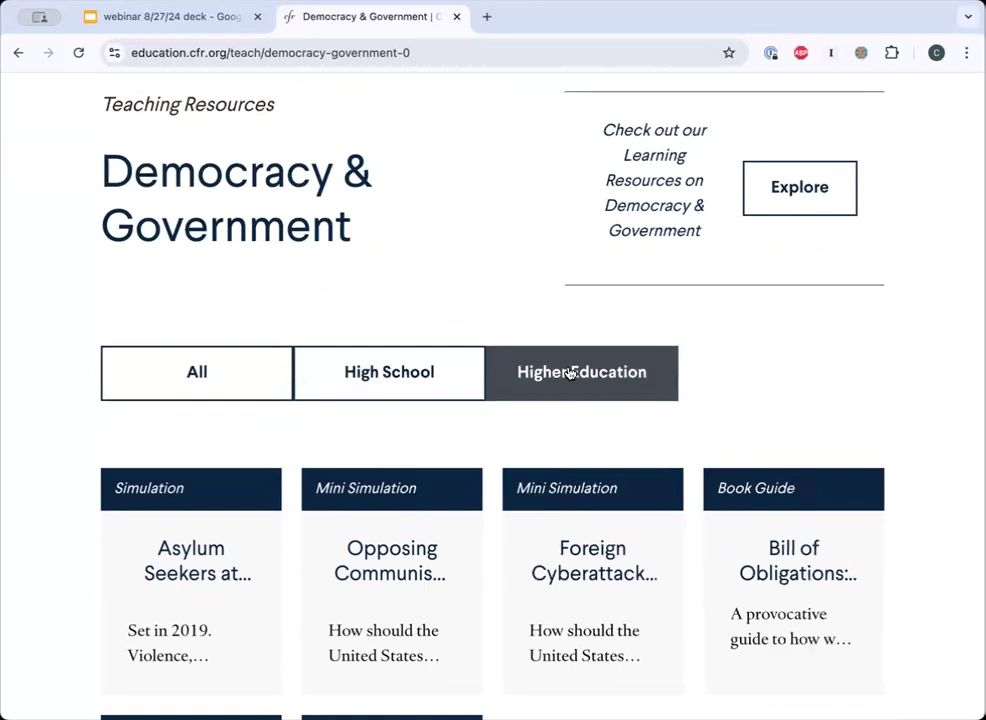 webinar 8/27/24 deck - Goog
Democracy & Government | C
education.cfr.org/teach/democracy-government-0
ABP
C
Teaching Resources
Democracy &
Government
Check out our
Learning
Resources on
Democracy &
Government
Explore
All
High School
Higher Education
Simulation
Asylum
Seekers at...
Set in 2019.
Violence,...
Mini Simulation
Opposing
Communis...
How should the
United States...
Mini Simulation
Foreign
Cyberattack...
How should the
United States...
Book Guide
Bill of
Obligations:...
A provocative
guide to how w...